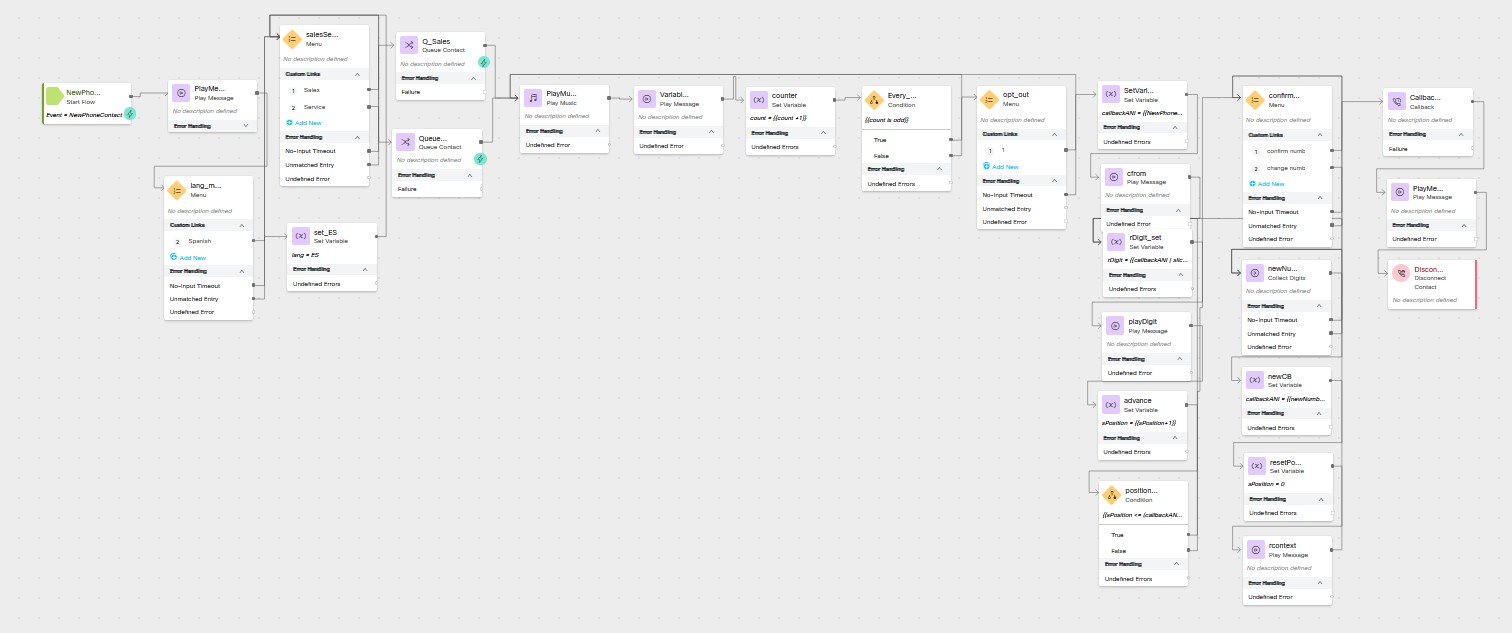 NewPho...
Start Flow
Event = NewPhoneContact
PlayMe...
Play Message
No description defined
Error Handling
lang_m...
Menu
No description defined
Custom Links
2 Spanish
Add New
Error Handling
No-Input Timeout
Unmatched Entry
Undefined Error
salesSe...
Menu
No description defined
Custom Links
1 Sales
2 Service
Add New
Error Handling
No-Input Timeout
Unmatched Entry
Undefined Error
set_ES
Set Variable
lang = ES
Error Handling
Undefined Errors
Q_Sales
Queue Contact
No description defined
Error Handling
Failure
Queue...
Queue Contact
No description defined
Error Handling
Failure
PlayMu...
Play Music
No description defined
Error Handling
Undefined Error
Variabl...
Play Message
No description defined
Error Handling
Undefined Error
counter
Set Variable
count = {{count +1}}
Error Handling
Undefined Errors
Every_...
Condition
{{count is odd}}
True
False
Error Handling
Undefined Errors
opt_out
Menu
No description defined
Custom Links
1 1
Add New
Error Handling
No-Input Timeout
Unmatched Entry
Undefined Error
SetVari...
Set Variable
callbackANI = {{NewPhone...
Error Handling
Undefined Errors
cfrom
Play Message
No description defined
Error Handling
Undefined Error
rDigit_set
Set Variable
rDigit = {{callbackANI | slic...
Error Handling
Undefined Errors
playDigit
Play Message
No description defined
Error Handling
Undefined Error
advance
Set Variable
sPosition = {{sPosition+1}}
Error Handling
Undefined Errors
position...
Condition
{{sPosition <= (callbackAN...
True
False
Error Handling
Undefined Errors
confirm...
Menu
No description defined
Custom Links
1 confirm numb
2 change numb
Add New
Error Handling
No-Input Timeout
Unmatched Entry
Undefined Error
newNu...
Collect Digits
No description defined
Error Handling
No-Input Timeout
Unmatched Entry
Undefined Error
newCB
Set Variable
callbackANI = {{newNumb...
Error Handling
Undefined Errors
resetPo...
Set Variable
sPosition = 0
Error Handling
Undefined Errors
rcontext
Play Message
No description defined
Error Handling
Undefined Error
Callbac...
Callback
No description defined
Error Handling
Failure
PlayMe...
Play Message
No description defined
Error Handling
Undefined Error
Discon...
Disconnect
Contact
No description defined